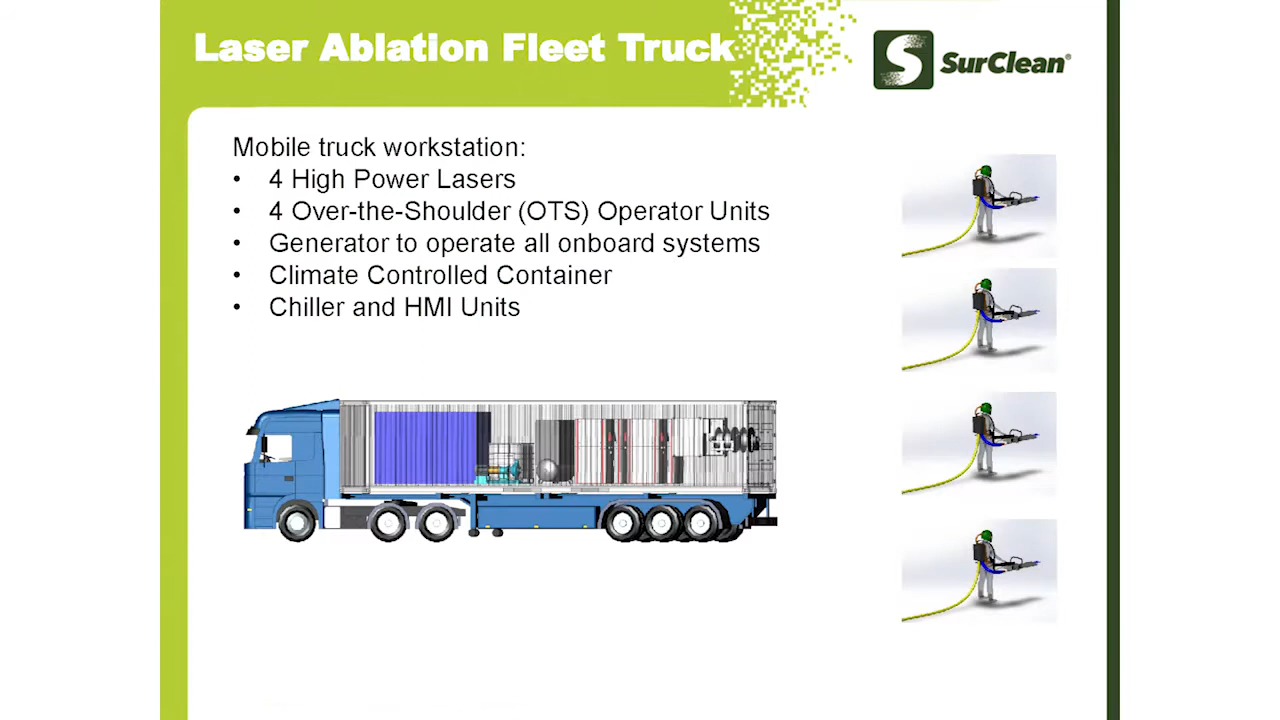 Laser Ablation Fleet Truck
SurClean®
Mobile truck workstation:
• 4 High Power Lasers
• 4 Over-the-Shoulder (OTS) Operator Units
• Generator to operate all onboard systems
• Climate Controlled Container
• Chiller and HMI Units